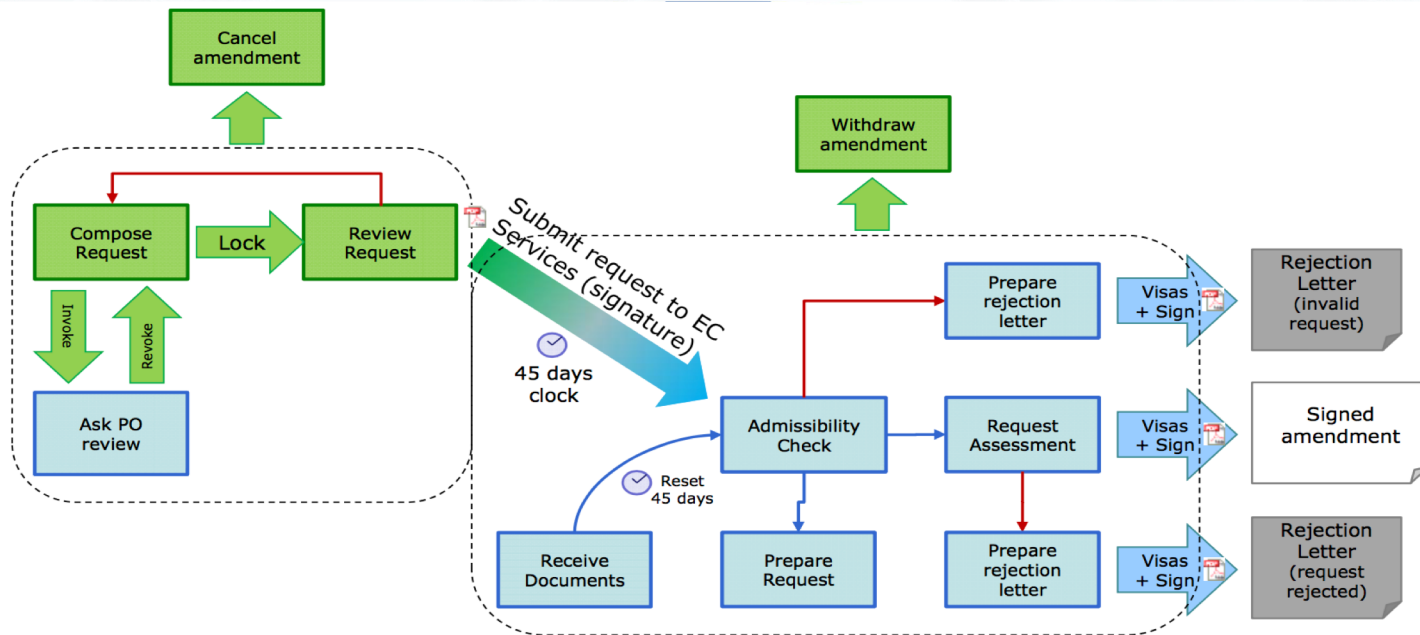 Cancel
amendment
Withdraw
amendment
Compose
Request
Lock
Review
Request
Invoke
Revoke
Ask PO
review
Submit request to EC
Services (signature)
45 days
clock
Prepare
rejection
letter
Visas
+ Sign
Rejection
Letter
(invalid
request)
Admissibility
Check
Request
Assessment
Visas
+ Sign
Signed
amendment
Reset
45 days
Receive
Documents
Prepare
Request
Prepare
rejection
letter
Visas
+ Sign
Rejection
Letter
(request
rejected)